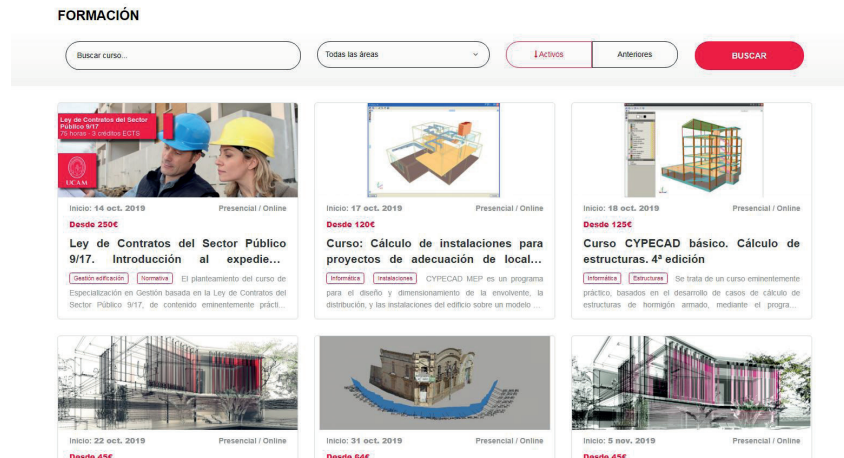 FORMACIÓN
Buscar curso...
Todas las áreas
Activos
Anteriores
BUSCAR
Ley de Contratos del Sector
Público 9/17
75 horas - 3 créditos ECTS
UCAM
Inicio: 14 oct. 2019 Presencial / Online
Desde 250€
Ley de Contratos del Sector Público
9/17. Introducción al expedie...
Gestión edificación Normativa El planteamiento del curso de
Especialización en Gestión basada en la Ley de Contratos del
Sector Público 9/17, de contenido eminentemente prácti...
Inicio: 17 oct. 2019 Presencial / Online
Desde 120€
Curso: Cálculo de instalaciones para
proyectos de adecuación de local...
Informática Instalaciones CYPECAD MEP es un programa
para el diseño y dimensionamiento de la envolvente, la
distribución, y las instalaciones del edificio sobre un modelo ...
Inicio: 18 oct. 2019 Presencial / Online
Desde 125€
Curso CYPECAD básico. Cálculo de
estructuras. 4ª edición
Informática Estructuras Se trata de un curso eminentemente
práctico, basados en el desarrollo de casos de cálculo de
estructuras de hormigón armado, mediante el progra...
Inicio: 22 oct. 2019 Presencial / Online
Desde 45€
Inicio: 31 oct. 2019 Presencial / Online
Desde 64€
Inicio: 5 nov. 2019 Presencial / Online
Desde 45€